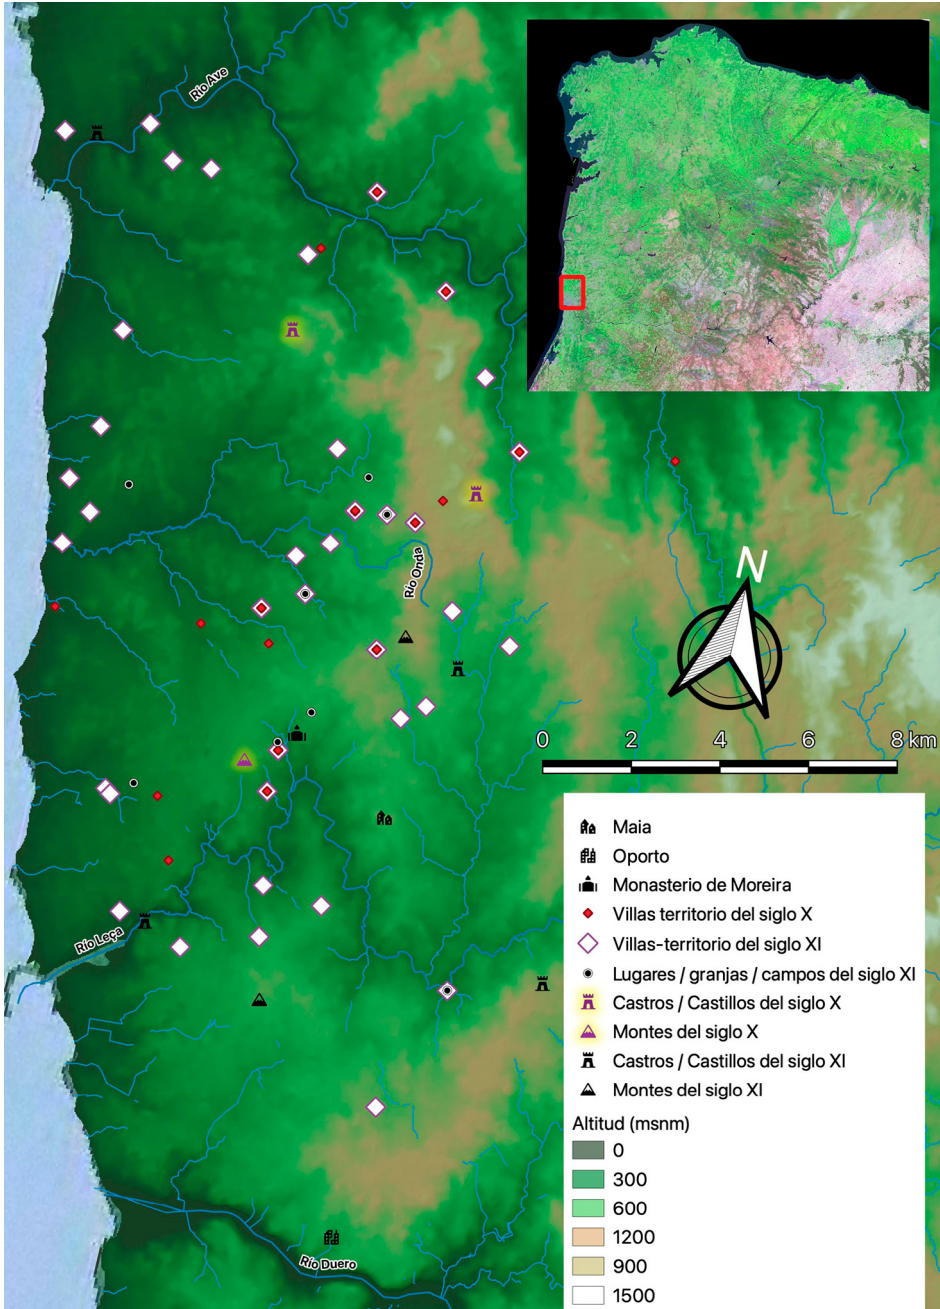 Río Ave
Río Onda
N
0 2 4 6 8 km
Maia
Oporto
Monasterio de Moreira
Villas territorio del siglo X
Villas-territorio del siglo XI
Lugares / granjas / campos del siglo XI
Castros / Castillos del siglo X
Montes del siglo X
Castros / Castillos del siglo XI
Montes del siglo XI
Altitud (msnm)
0
300
600
1200
900
1500
Río Leça
Río Duero